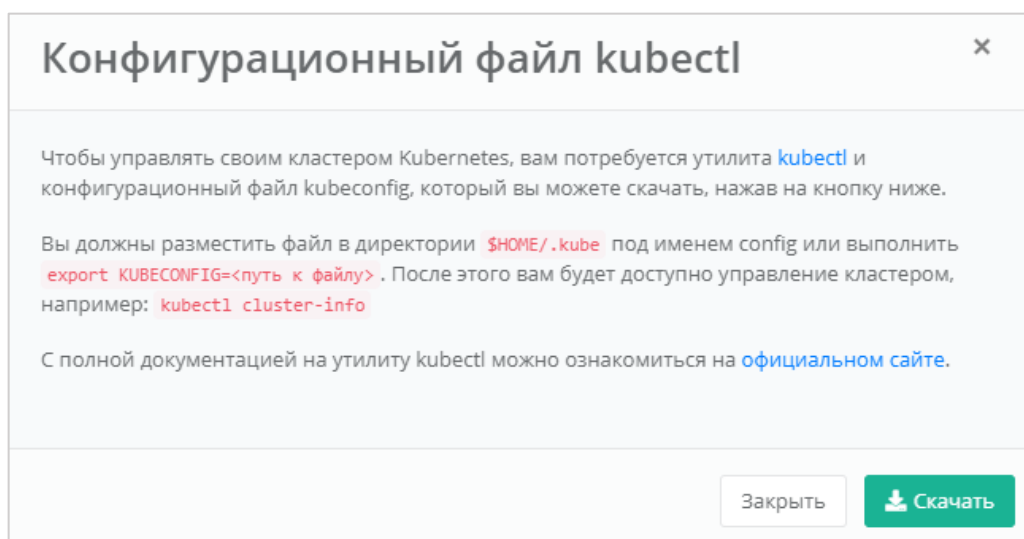 Конфигурационный файл kubectl
×
Чтобы управлять своим кластером Kubernetes, вам потребуется утилита kubectl и
конфигурационный файл kubeconfig, который вы можете скачать, нажав на кнопку ниже.
Вы должны разместить файл в директории $HOME/.kube под именем config или выполнить
export KUBECONFIG=<путь к файлу>. После этого вам будет доступно управление кластером,
например: kubectl cluster-info
С полной документацией на утилиту kubectl можно ознакомиться на официальном сайте.
Закрыть
Скачать